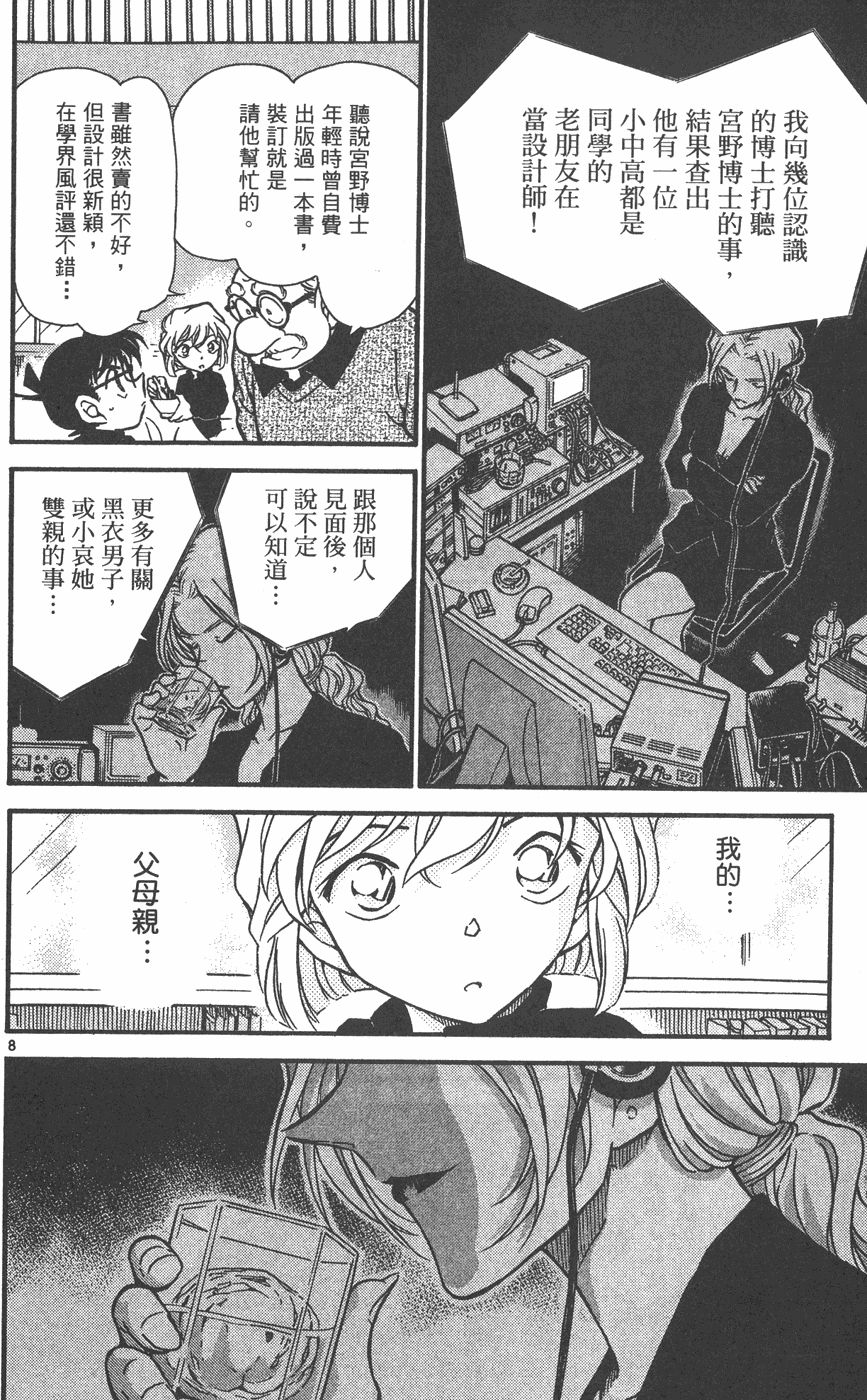 我向幾位認識
的博士打聽
宮野博士的事，
結果查出
他有一位
小中高都是
同學的
老朋友在
當設計師！
聽說宮野博士
年輕時曾自費
出版過一本書，
裝訂就是
請他幫忙的。
書雖然賣的不好，
但設計很新穎，
在學界風評還不錯…
跟那個人
見面後，
說不定
可以知道…
更多有關
黑衣男子，
或小哀她
雙親的事…
我的…
父母親…
8